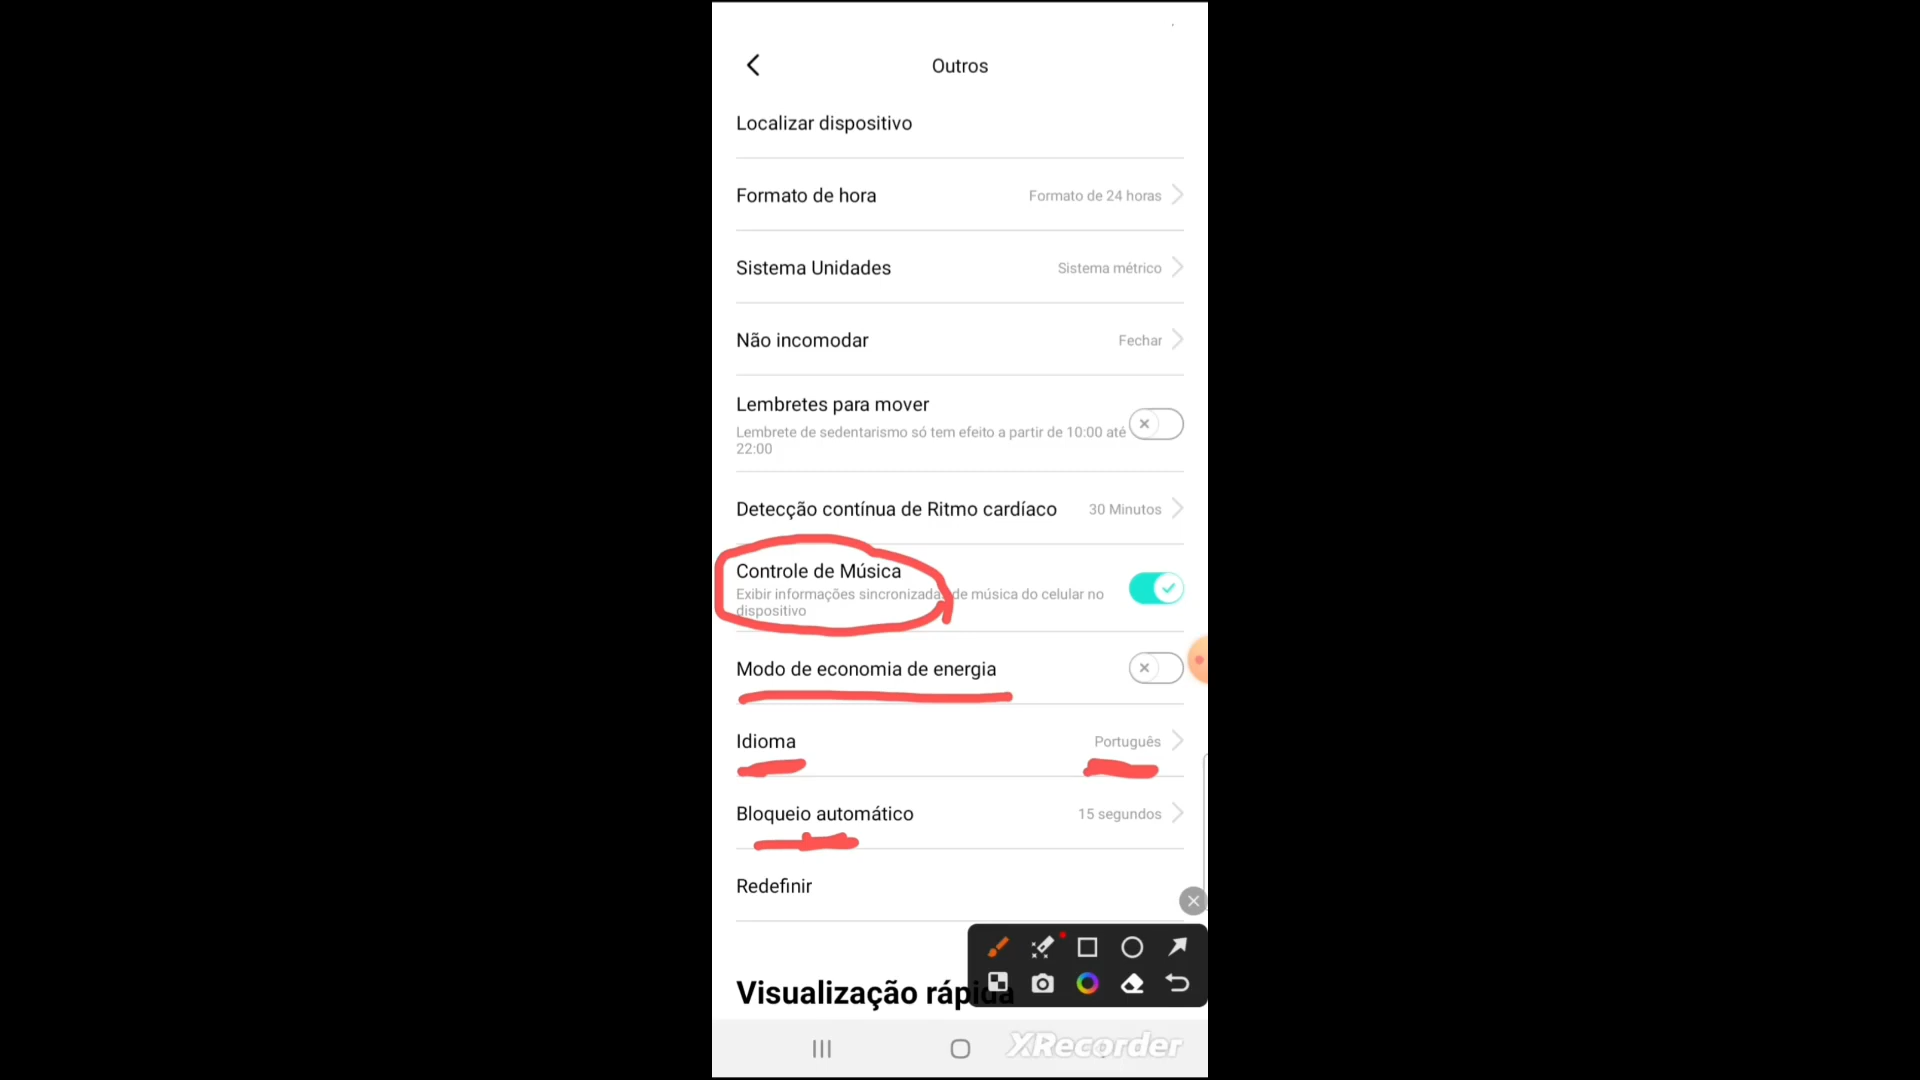 Outros
Localizar dispositivo
Formato de hora
Formato de 24 horas
Sistema Unidades
Sistema métrico
Não incomodar
Fechar
Lembretes para mover
Lembrete de sedentarismo só tem efeito a partir de 10:00 até
22:00
Detecção contínua de Ritmo cardíaco
30 Minutos
Controle de Música
Exibir informações sincronizadas de música do celular no
dispositivo
Modo de economia de energia
Idioma
Português
Bloqueio automático
15 segundos
Redefinir
Visualização rápida
XRecorder